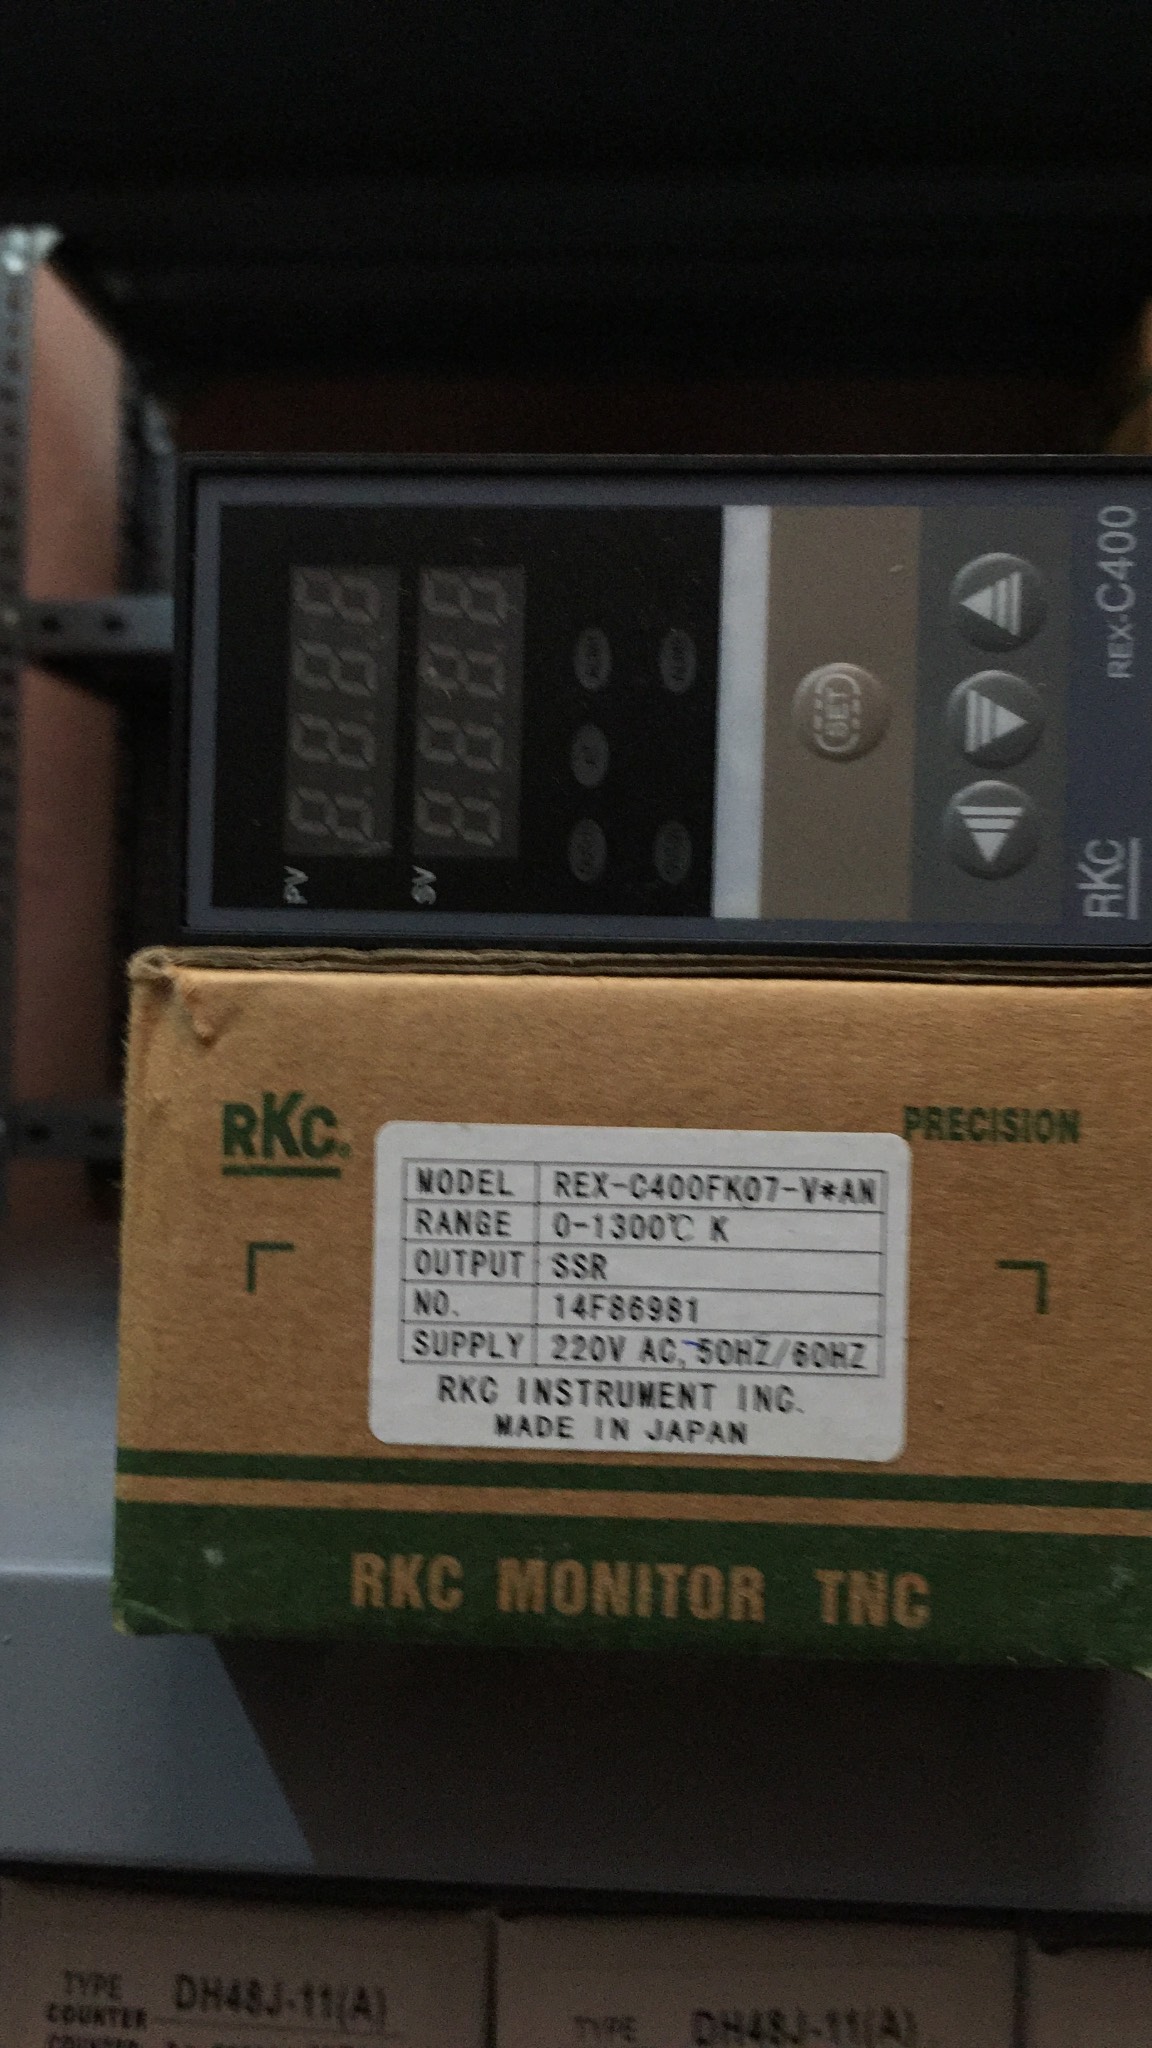 PV
SV
SET
RKC REX-C400
RKC.
PRECISION
MODEL REX-C400FK07-V*AN
RANGE 0-1300℃ K
OUTPUT SSR
NO. 14F86981
SUPPLY 220V AC, 50HZ/60HZ
RKC INSTRUMENT INC.
MADE IN JAPAN
RKC MONITOR TNC
TYPE DH48J-11(A)
COUNTER
TYPE DH48J-11(A)